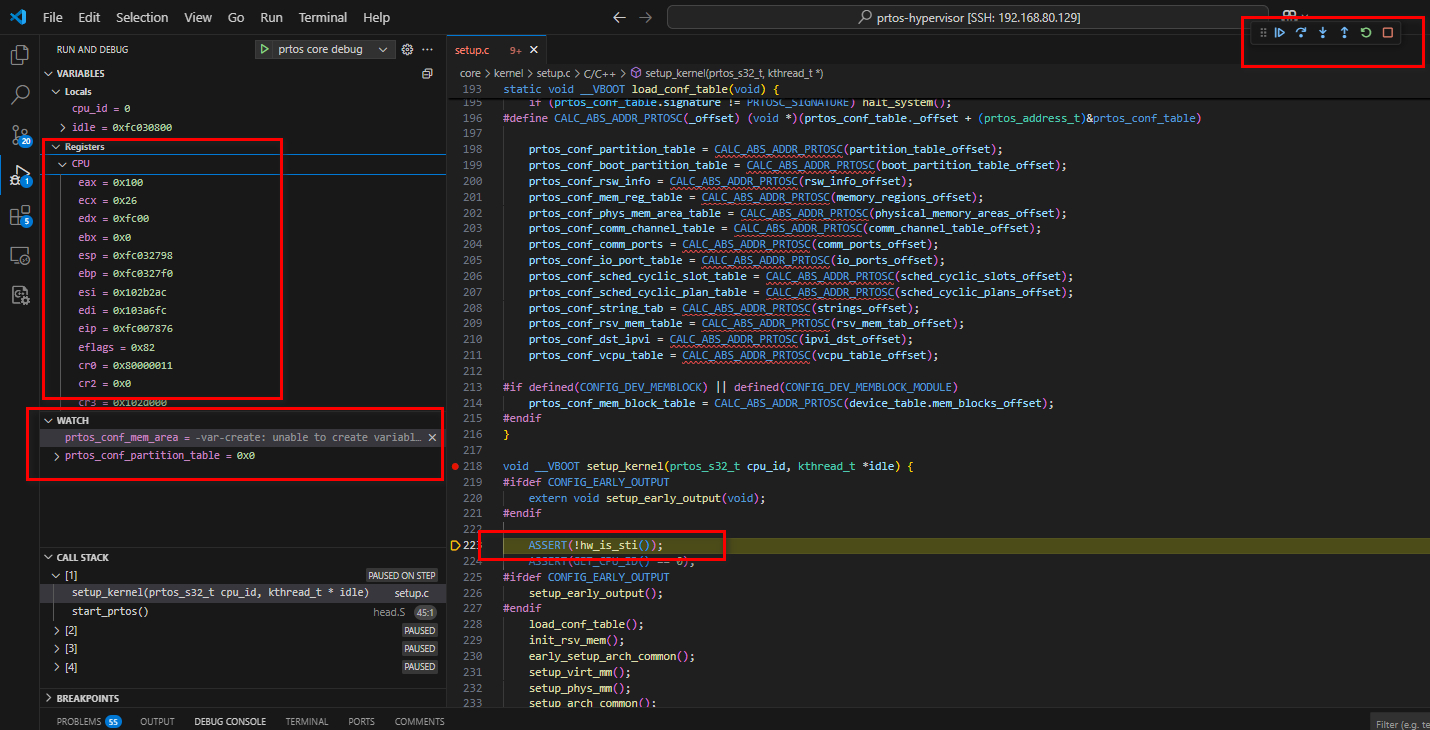 File Edit Selection View Go Run Terminal Help
prtos-hypervisor [SSH: 192.168.80.129]
RUN AND DEBUG
prtos core debug
VARIABLES
Locals
cpu_id = 0
idle = 0xfc030800
Registers
CPU
eax = 0x100
ecx = 0x26
edx = 0xfc00
ebx = 0x0
esp = 0xfc032798
ebp = 0xfc0327f0
esi = 0x102b2ac
edi = 0x103a6fc
eip = 0xfc007876
eflags = 0x82
cr0 = 0x80000011
cr2 = 0x0
cr3 = 0x102d000
WATCH
prtos_conf_mem_area = -var-create: unable to create variabl…
prtos_conf_partition_table = 0x0
CALL STACK
[1] PAUSED ON STEP
setup_kernel(prtos_s32_t cpu_id, kthread_t * idle) setup.c
start_prtos() head.S 45:1
[2] PAUSED
[3] PAUSED
[4] PAUSED
BREAKPOINTS
20
1
5
setup.c 9+
core > kernel > setup.c > C/C++ > setup_kernel(prtos_s32_t, kthread_t *)
193 static void __VBOOT load_conf_table(void) {
195 if (prtos_conf_table.signature != PRTOSC_SIGNATURE) halt_system();
196 #define CALC_ABS_ADDR_PRTOSC(_offset) (void *)(prtos_conf_table._offset + (prtos_address_t)&prtos_conf_table)
197
198 prtos_conf_partition_table = CALC_ABS_ADDR_PRTOSC(partition_table_offset);
199 prtos_conf_boot_partition_table = CALC_ABS_ADDR_PRTOSC(boot_partition_table_offset);
200 prtos_conf_rsw_info = CALC_ABS_ADDR_PRTOSC(rsw_info_offset);
201 prtos_conf_mem_reg_table = CALC_ABS_ADDR_PRTOSC(memory_regions_offset);
202 prtos_conf_phys_mem_area_table = CALC_ABS_ADDR_PRTOSC(physical_memory_areas_offset);
203 prtos_conf_comm_channel_table = CALC_ABS_ADDR_PRTOSC(comm_channel_table_offset);
204 prtos_conf_comm_ports = CALC_ABS_ADDR_PRTOSC(comm_ports_offset);
205 prtos_conf_io_port_table = CALC_ABS_ADDR_PRTOSC(io_ports_offset);
206 prtos_conf_sched_cyclic_slot_table = CALC_ABS_ADDR_PRTOSC(sched_cyclic_slots_offset);
207 prtos_conf_sched_cyclic_plan_table = CALC_ABS_ADDR_PRTOSC(sched_cyclic_plans_offset);
208 prtos_conf_string_tab = CALC_ABS_ADDR_PRTOSC(strings_offset);
209 prtos_conf_rsv_mem_table = CALC_ABS_ADDR_PRTOSC(rsv_mem_tab_offset);
210 prtos_conf_dst_ipvi = CALC_ABS_ADDR_PRTOSC(ipvi_dst_offset);
211 prtos_conf_vcpu_table = CALC_ABS_ADDR_PRTOSC(vcpu_table_offset);
212
213 #if defined(CONFIG_DEV_MEMBLOCK) || defined(CONFIG_DEV_MEMBLOCK_MODULE)
214 prtos_conf_mem_block_table = CALC_ABS_ADDR_PRTOSC(device_table.mem_blocks_offset);
215 #endif
216 }
217
218 void __VBOOT setup_kernel(prtos_s32_t cpu_id, kthread_t *idle) {
219 #ifdef CONFIG_EARLY_OUTPUT
220 extern void setup_early_output(void);
221 #endif
222
223 ASSERT(!hw_is_sti());
224 ASSERT(GET_CPU_ID() == 0);
225 #ifdef CONFIG_EARLY_OUTPUT
226 setup_early_output();
227 #endif
228 load_conf_table();
229 init_rsv_mem();
230 early_setup_arch_common();
231 setup_virt_mm();
232 setup_phys_mm();
233 setup_arch_common();
PROBLEMS 55 OUTPUT DEBUG CONSOLE TERMINAL PORTS COMMENTS
Filter (e.g. te